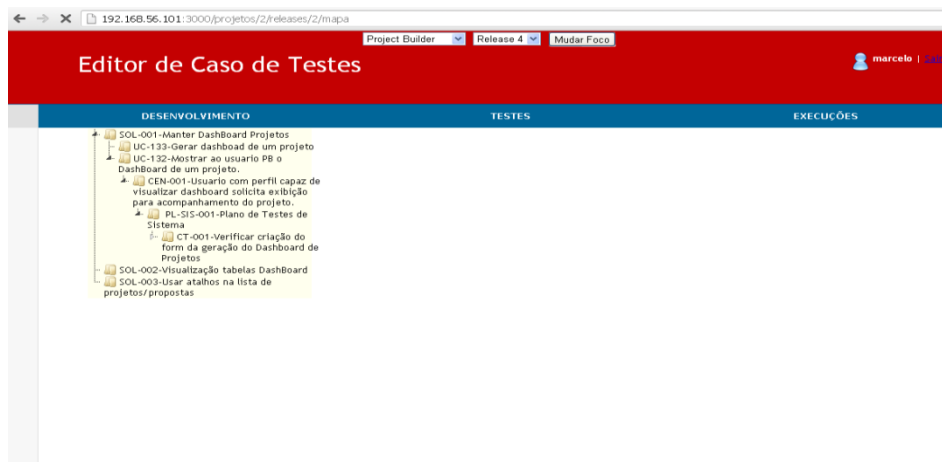 192.168.56.101:3000/projetos/2/releases/2/mapa
Project Builder Release 4 Mudar Foco
Editor de Caso de Testes
marcelo |
DESENVOLVIMENTO TESTES EXECUÇÕES
SOL-001-Manter DashBoard Projetos
UC-133-Gerar dashboad de um projeto
UC-132-Mostrar ao usuario PB o
DashBoard de um projeto.
CEN-001-Usuario com perfil capaz de
visualizar dashboard solicita exibição
para acompanhamento do projeto.
PL-SIS-001-Plano de Testes de
Sistema
CT-001-Verificar criação do
form da geração do Dashboard de
Projetos
SOL-002-Visualização tabelas DashBoard
SOL-003-Usar atalhos na lista de
projetos/propostas